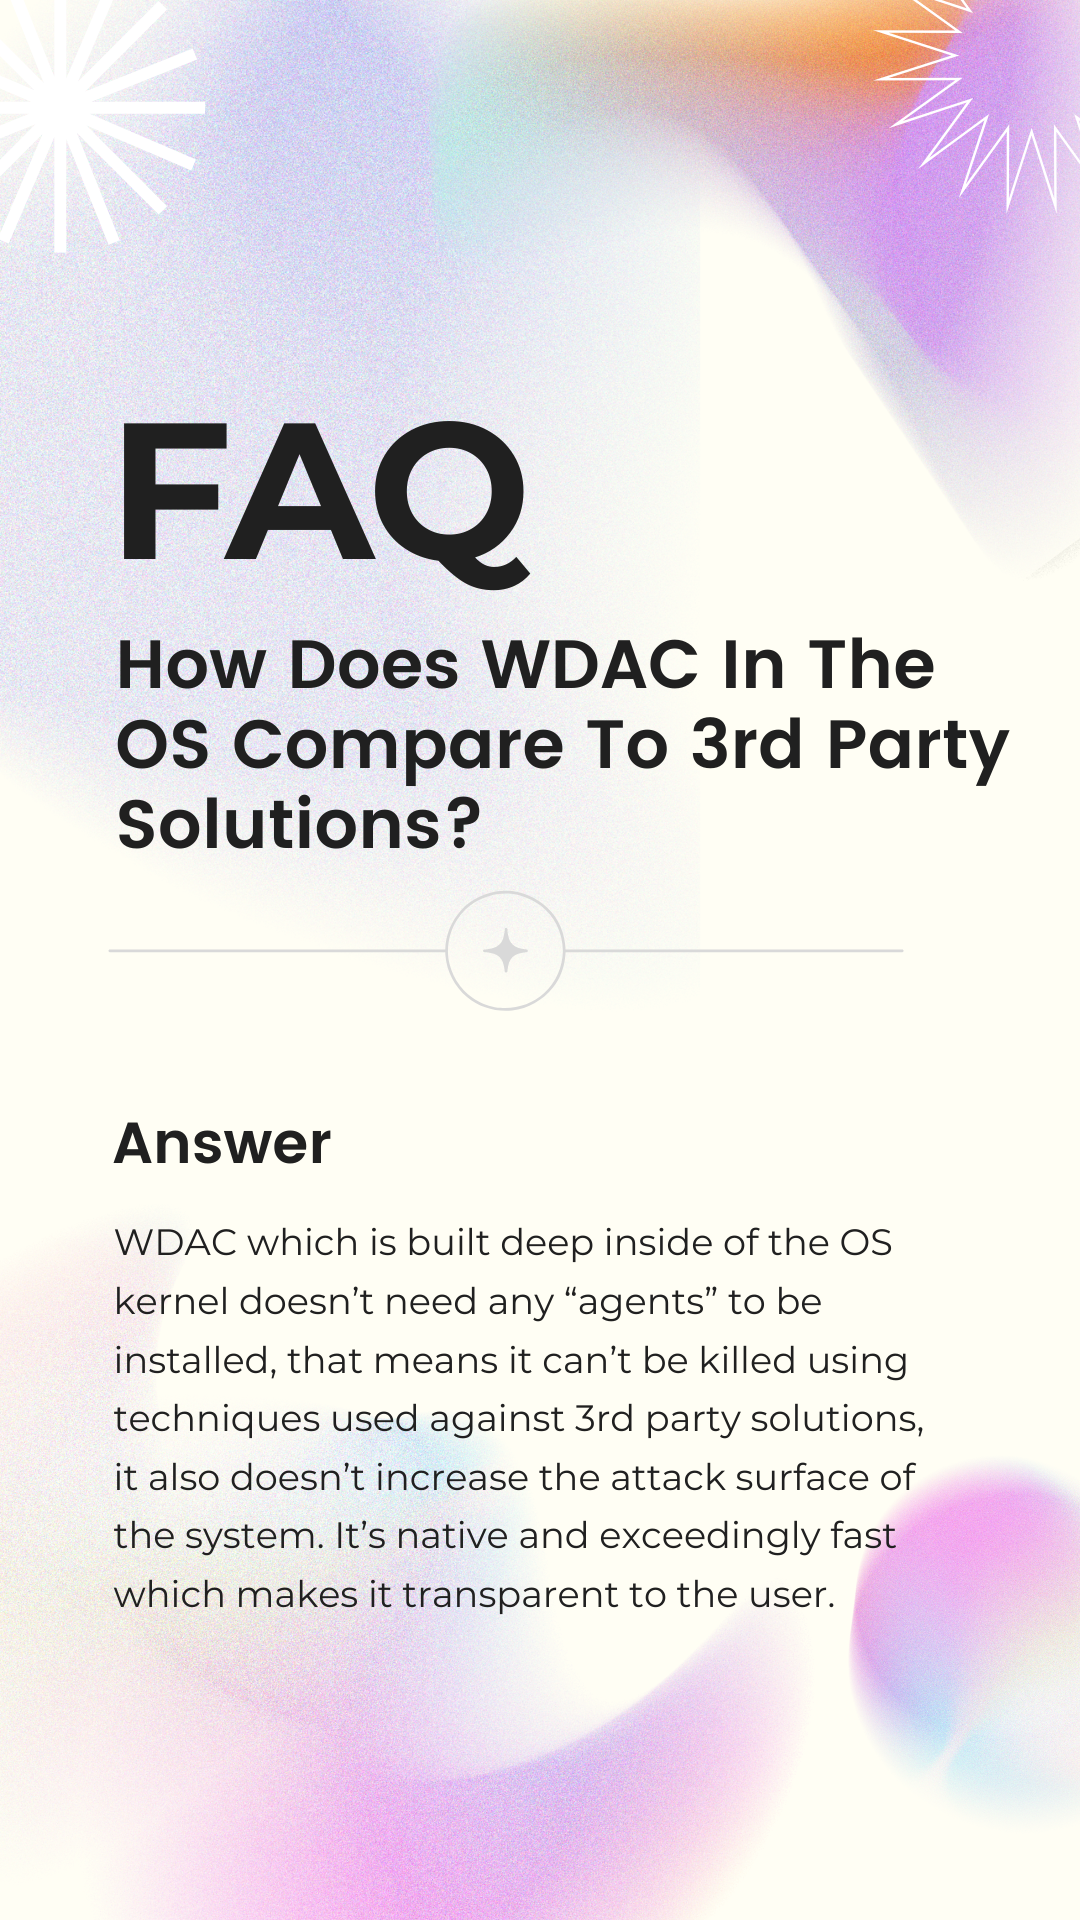 FAQ
How Does WDAC In The
OS Compare To 3rd Party
Solutions?
Answer
WDAC which is built deep inside of the OS
kernel doesn’t need any “agents” to be
installed, that means it can’t be killed using
techniques used against 3rd party solutions,
it also doesn’t increase the attack surface of
the system. It’s native and exceedingly fast
which makes it transparent to the user.